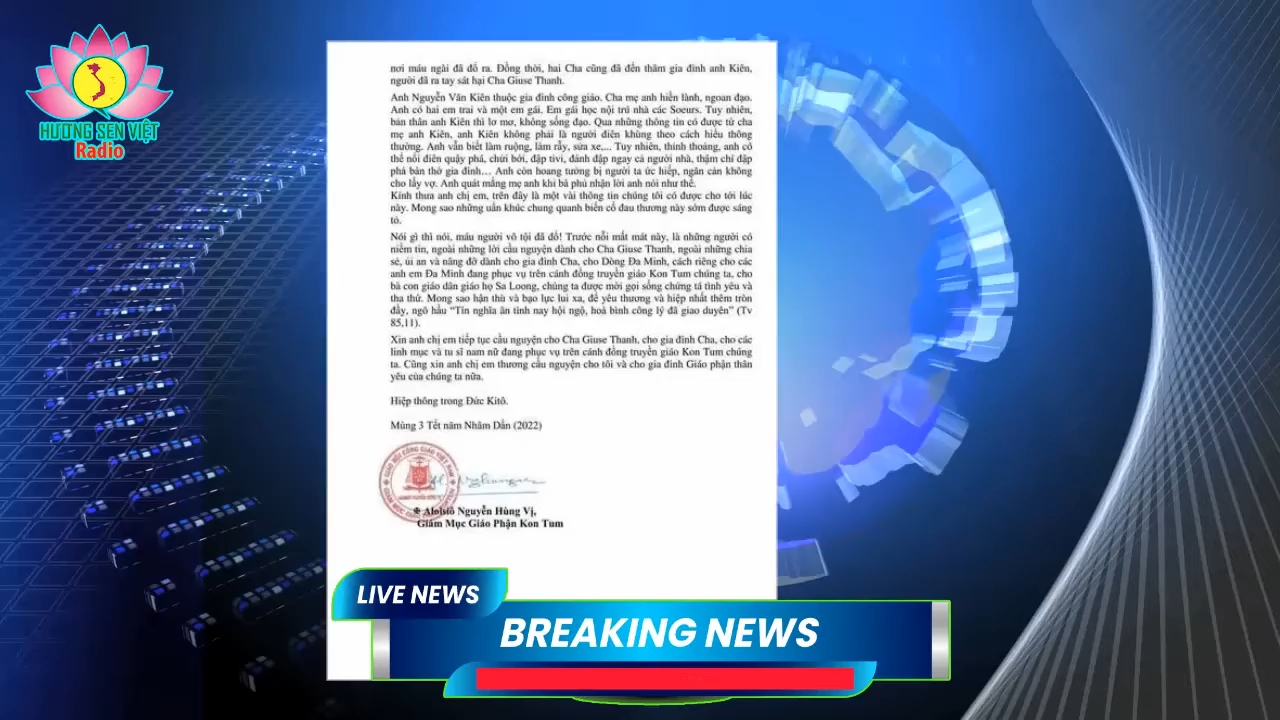 HƯƠNG SEN VIỆT
Radio
nơi máu ngài đã đổ ra. Đồng thời, hai Cha cũng đã đến thăm gia đình anh Kiên,
người đã ra tay sát hại Cha Giuse Thanh.
Anh Nguyễn Văn Kiên thuộc gia đình công giáo. Cha mẹ anh hiền lành, ngoan đạo.
Anh có hai em trai và một em gái. Em gái học nội trú nhà các Soeurs. Tuy nhiên,
bản thân anh Kiên thì lơ mơ, không sống đạo. Qua những thông tin có được từ cha
mẹ anh Kiên, anh Kiên không phải là người điên khùng theo cách hiểu thông
thường. Anh vẫn biết làm ruộng, làm rẫy, sửa xe,... Tuy nhiên, thỉnh thoảng, anh có
thể nổi điên quậy phá, chửi bới, đập tivi, đánh đập ngay cả người nhà, thậm chí đập
phá bàn thờ gia đình… Anh còn hoang tưởng bị người ta ức hiếp, ngăn cản không
cho lấy vợ. Anh quát mắng mẹ anh khi bà phủ nhận lời anh nói như thế.
Kính thưa anh chị em, trên đây là một vài thông tin chúng tôi có được cho tới lúc
này. Mong sao những uẩn khúc chung quanh biến cố đau thương này sớm được sáng
tỏ.
Nói gì thì nói, máu người vô tội đã đổ! Trước nỗi mất mát này, là những người có
niềm tin, ngoài những lời cầu nguyện dành cho Cha Giuse Thanh, ngoài những chia
sẻ, ủi an và nâng đỡ dành cho gia đình Cha, cho Dòng Đa Minh, cách riêng cho các
anh em Đa Minh đang phục vụ trên cánh đồng truyền giáo Kon Tum chúng ta, cho
bà con giáo dân giáo họ Sa Loong, chúng ta được mời gọi sống chứng tá tình yêu và
tha thứ. Mong sao hận thù và bạo lực lui xa, để yêu thương và hiệp nhất thêm tròn
đầy, ngõ hầu “Tín nghĩa ân tình nay hội ngộ, hoà bình công lý đã giao duyên” (Tv
85,11).
Xin anh chị em tiếp tục cầu nguyện cho Cha Giuse Thanh, cho gia đình Cha, cho các
linh mục và tu sĩ nam nữ đang phục vụ trên cánh đồng truyền giáo Kon Tum chúng
ta. Cũng xin anh chị em thương cầu nguyện cho tôi và cho gia đình Giáo phận thân
yêu của chúng ta nữa.
Hiệp thông trong Đức Kitô.
Mùng 3 Tết năm Nhâm Dần (2022)
GIÁO HỘI CÔNG GIÁO VIỆT NAM
✠ Aloisiô Nguyễn Hùng Vị,
Giám Mục Giáo Phận Kon Tum
LIVE NEWS
BREAKING NEWS